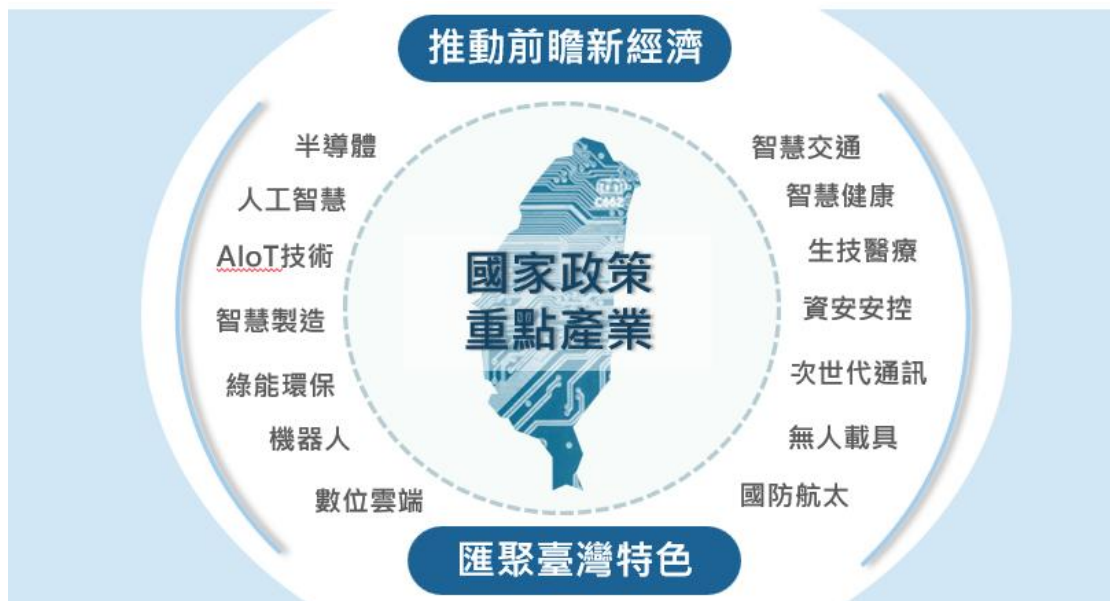 推動前瞻新經濟
半導體
人工智慧
AIoT技術
智慧製造
綠能環保
機器人
數位雲端
C662
國家政策
重點產業
智慧交通
智慧健康
生技醫療
資安安控
次世代通訊
無人載具
國防航太
匯聚臺灣特色